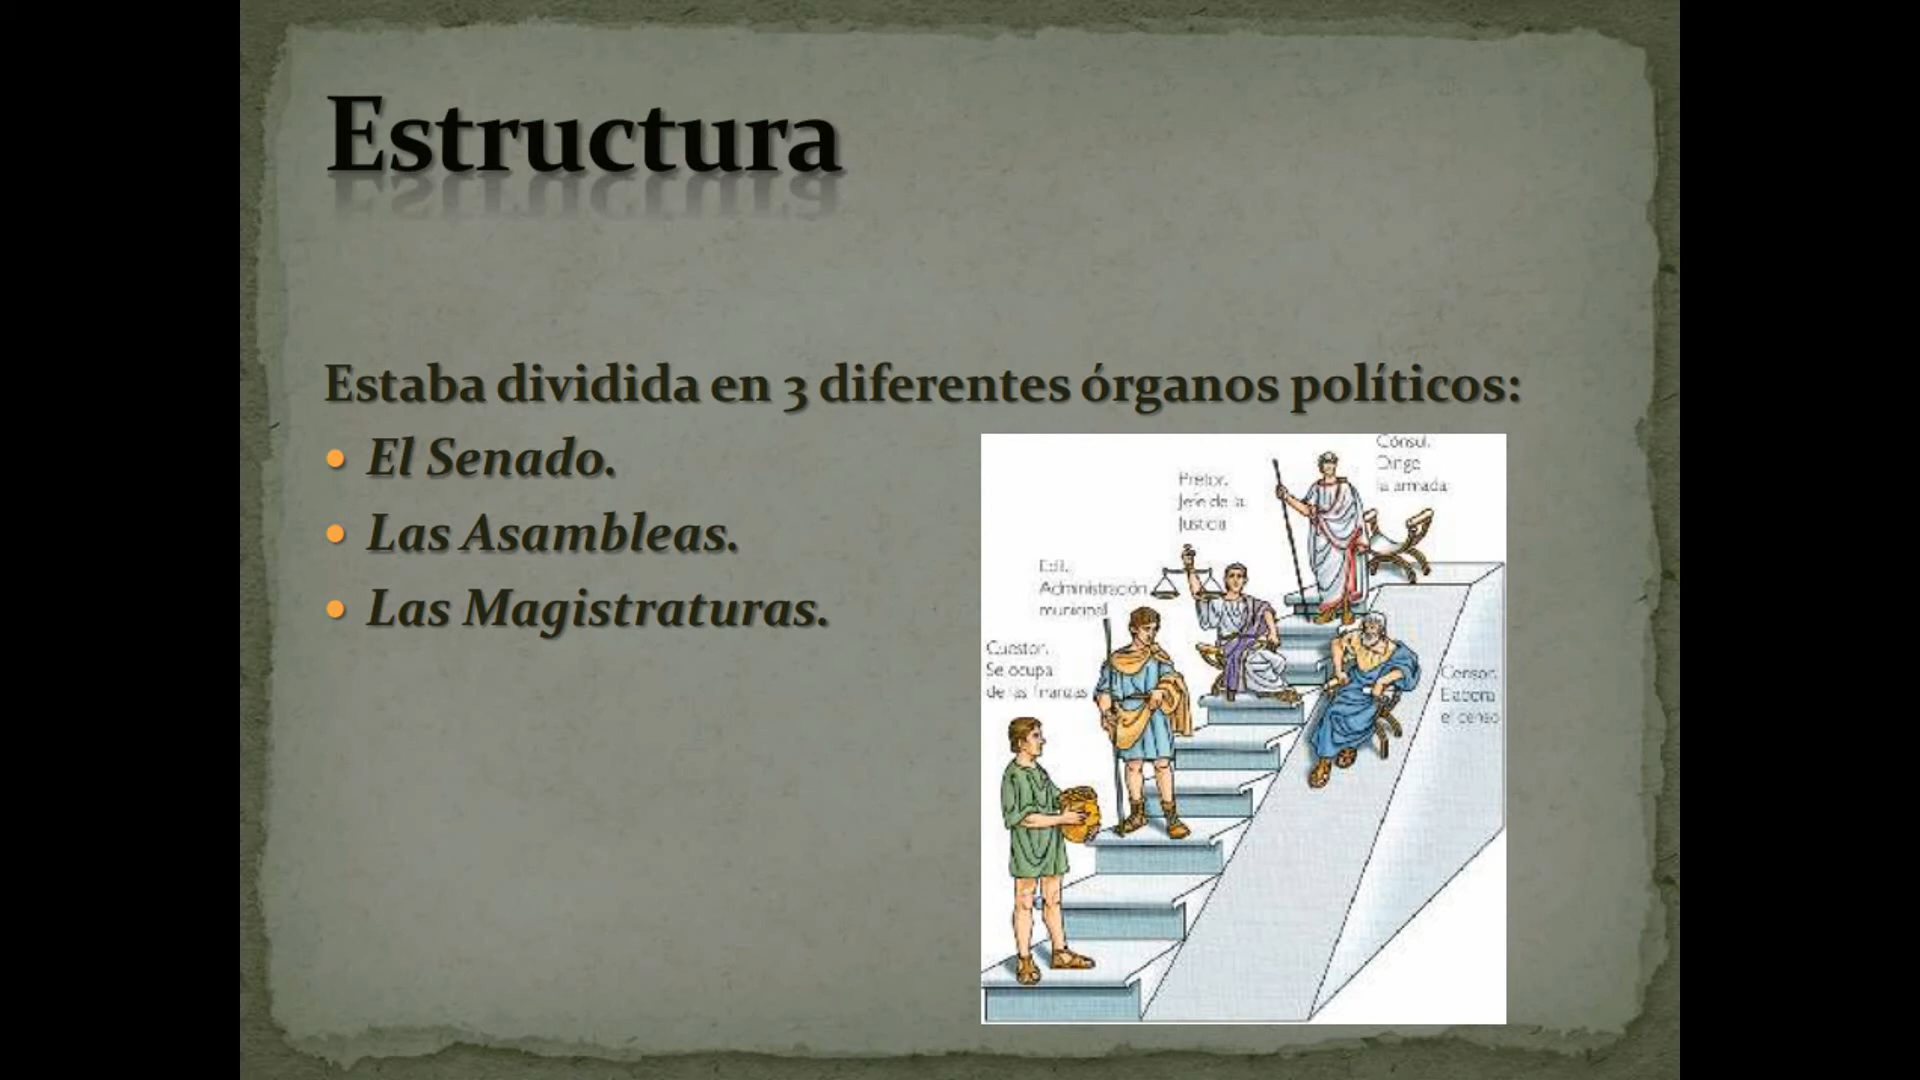 Estructura
Estaba dividida en 3 diferentes órganos políticos:
El Senado.
Las Asambleas.
Las Magistraturas.
Cónsul.
Dirige
la armada
Pretor.
Jefe de la
Justicia
Edil.
Administración
municipal
Cuestor.
Se ocupa
de las finanzas
Censor.
Elabora
el censo